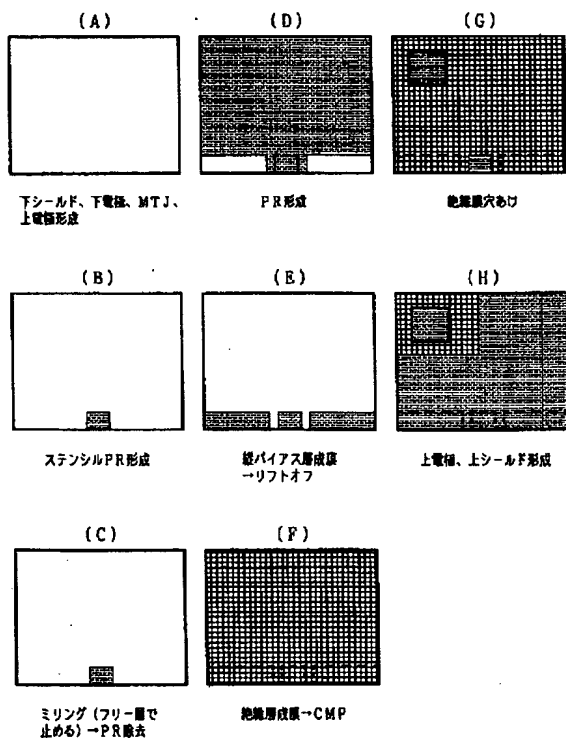 (A)
下シールド、下電極、MTJ、
上電極形成
(B)
ステンシルPR形成
(C)
ミリング(フリー層で
止める)→PR除去
(D)
PR形成
(E)
縦バイアス層成膜
→リフトオフ
(F)
絶縁層成膜→CMP
(G)
絶縁膜穴あけ
(H)
上電極、上シールド形成